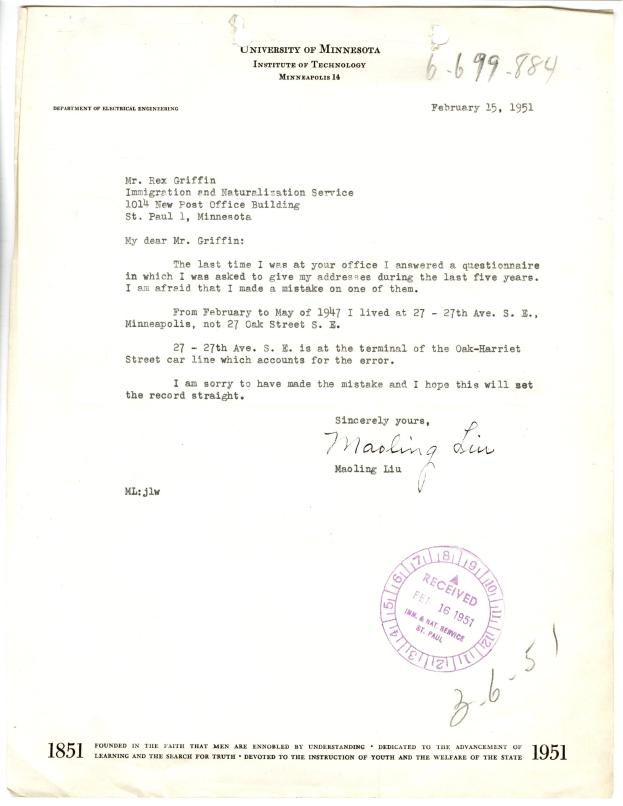 UNIVERSITY OF MINNESOTA
INSTITUTE OF TECHNOLOGY
MINNEAPOLIS 14
6-699-884
DEPARTMENT OF ELECTRICAL ENGINEERING
February 15, 1951
Mr. Rex Griffin
Immigration and Naturalization Service
1014 New Post Office Building
St. Paul 1, Minnesota
My dear Mr. Griffin:
The last time I was at your office I answered a questionnaire
in which I was asked to give my addresses during the last five years.
I am afraid that I made a mistake on one of them.
From February to May of 1947 I lived at 27 - 27th Ave. S. E.,
Minneapolis, not 27 Oak Street S. E.
27 - 27th Ave. S. E. is at the terminal of the Oak-Harriet
Street car line which accounts for the error.
I am sorry to have made the mistake and I hope this will set
the record straight.
Sincerely yours,
Maoling Liu
Maoling Liu
ML:jlw
4 5 6 7 8 9 10 11 12 1 2 3
RECEIVED
FEB 16 1951
IMM. & NAT. SERVICE
ST. PAUL
3-6-51
1851 FOUNDED IN THE FAITH THAT MEN ARE ENNOBLED BY UNDERSTANDING • DEDICATED TO THE ADVANCEMENT OF
LEARNING AND THE SEARCH FOR TRUTH • DEVOTED TO THE INSTRUCTION OF YOUTH AND THE WELFARE OF THE STATE 1951